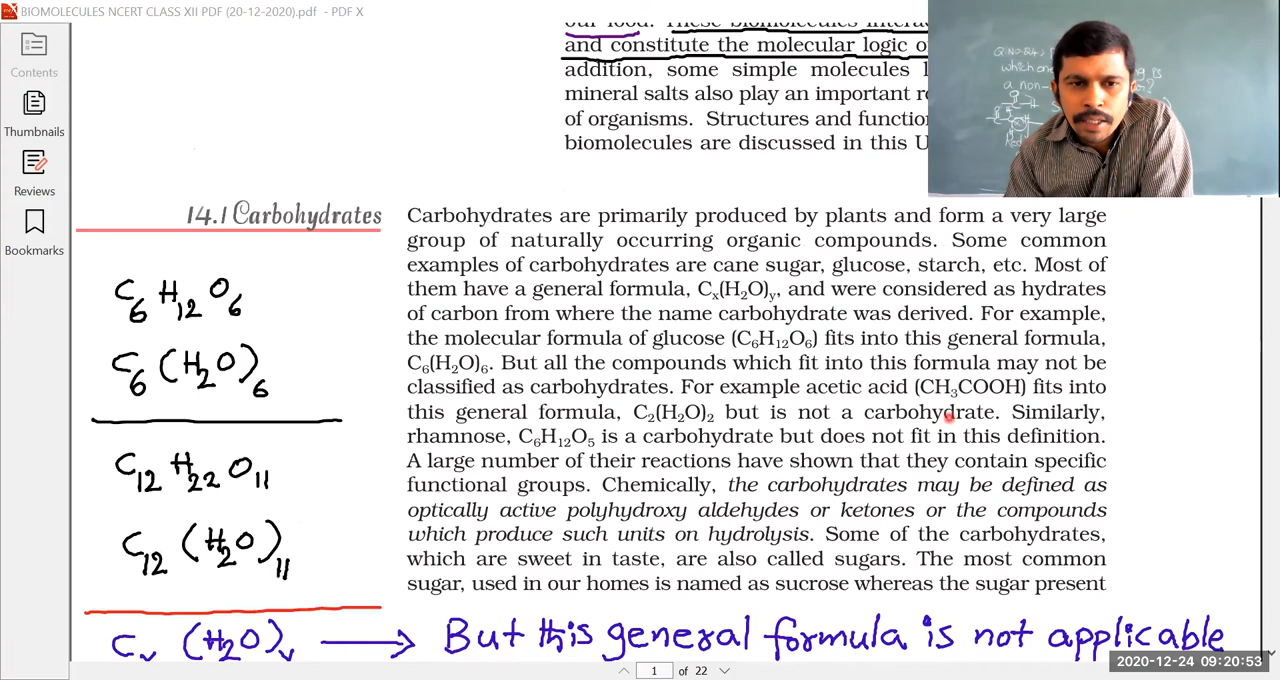 BIOMOLECULES NCERT CLASS XII PDF (20-12-2020).pdf - PDF X
Contents
Thumbnails
Reviews
Bookmarks
our food. These biomolecules
and constitute the molecular logic
addition, some simple molecules
mineral salts also play an important
of organisms. Structures and
biomolecules are discussed in this
Q.No.
which one
is
a non-
14.1 Carbohydrates
Carbohydrates are primarily produced by plants and form a very large
group of naturally occurring organic compounds. Some common
examples of carbohydrates are cane sugar, glucose, starch, etc. Most of
them have a general formula, Cₓ(H₂O)ᵧ, and were considered as hydrates
of carbon from where the name carbohydrate was derived. For example,
the molecular formula of glucose (C₆H₁₂O₆) fits into this general formula,
C₆(H₂O)₆. But all the compounds which fit into this formula may not be
classified as carbohydrates. For example acetic acid (CH₃COOH) fits into
this general formula, C₂(H₂O)₂ but is not a carbohydrate. Similarly,
rhamnose, C₆H₁₂O₅ is a carbohydrate but does not fit in this definition.
A large number of their reactions have shown that they contain specific
functional groups. Chemically, the carbohydrates may be defined as
optically active polyhydroxy aldehydes or ketones or the compounds
which produce such units on hydrolysis. Some of the carbohydrates,
which are sweet in taste, are also called sugars. The most common
sugar, used in our homes is named as sucrose whereas the sugar present
C₆H₁₂O₆
C₆(H₂O)₆
C₁₂H₂₂O₁₁
C₁₂(H₂O)₁₁
Cₓ(H₂O)ᵧ → But this general formula is not applicable
1 of 22
2020-12-24 09:20:53